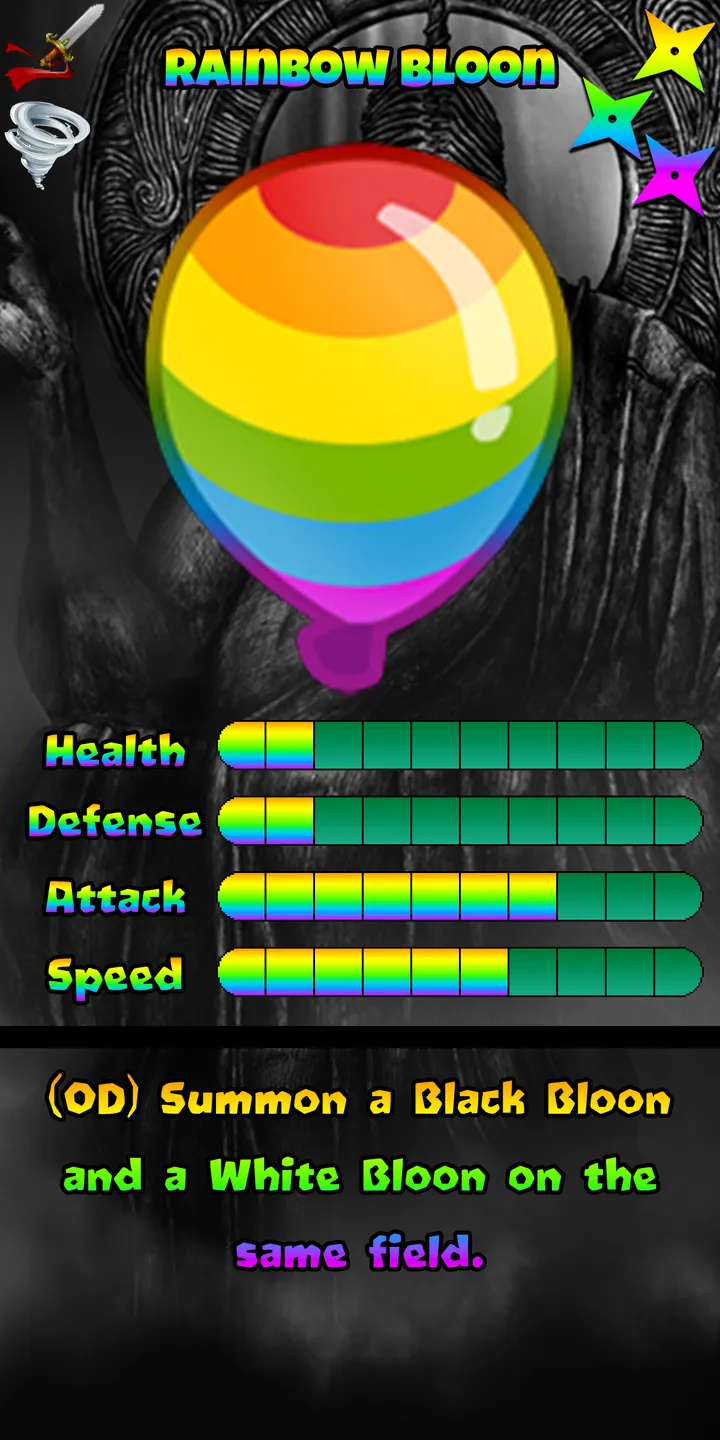 RAINBOW BLOON
Health
Defense
Attack
Speed
(OD) Summon a Black Bloon
and a White Bloon on the
same field.